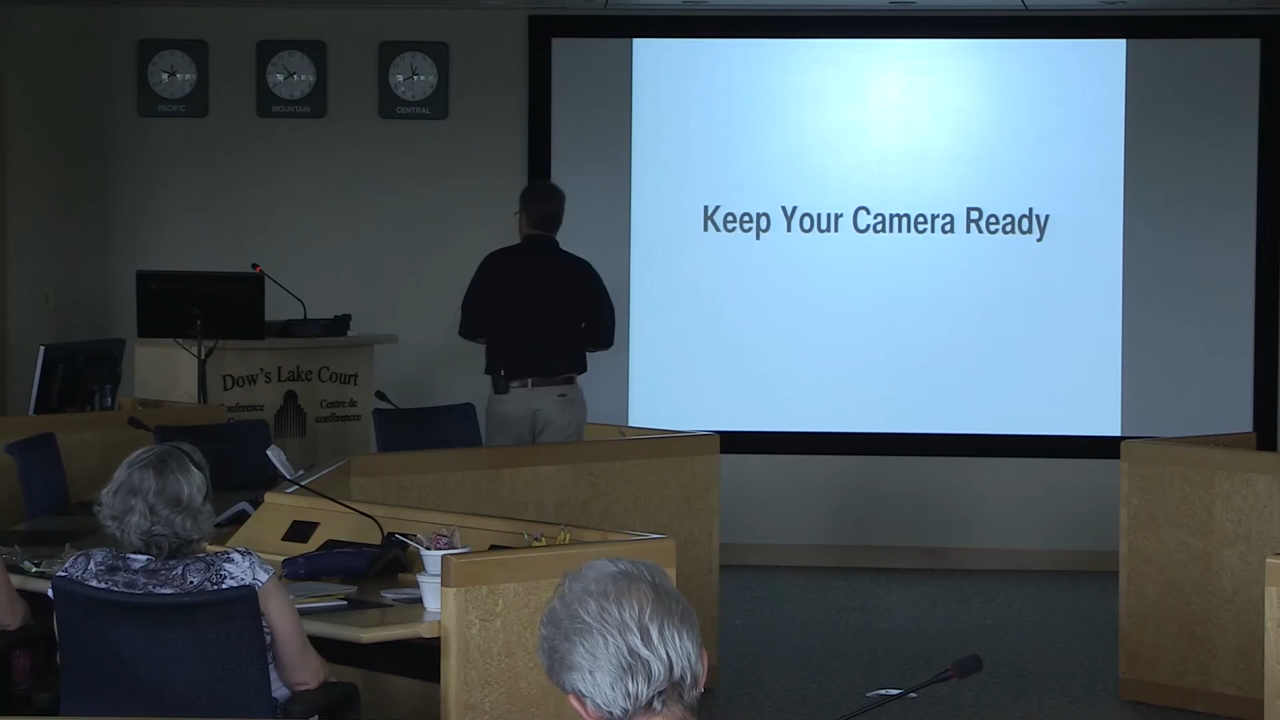 PACIFIC
MOUNTAIN
CENTRAL
Keep Your Camera Ready
Dow's Lake Court
Conference
Centre de
conférences